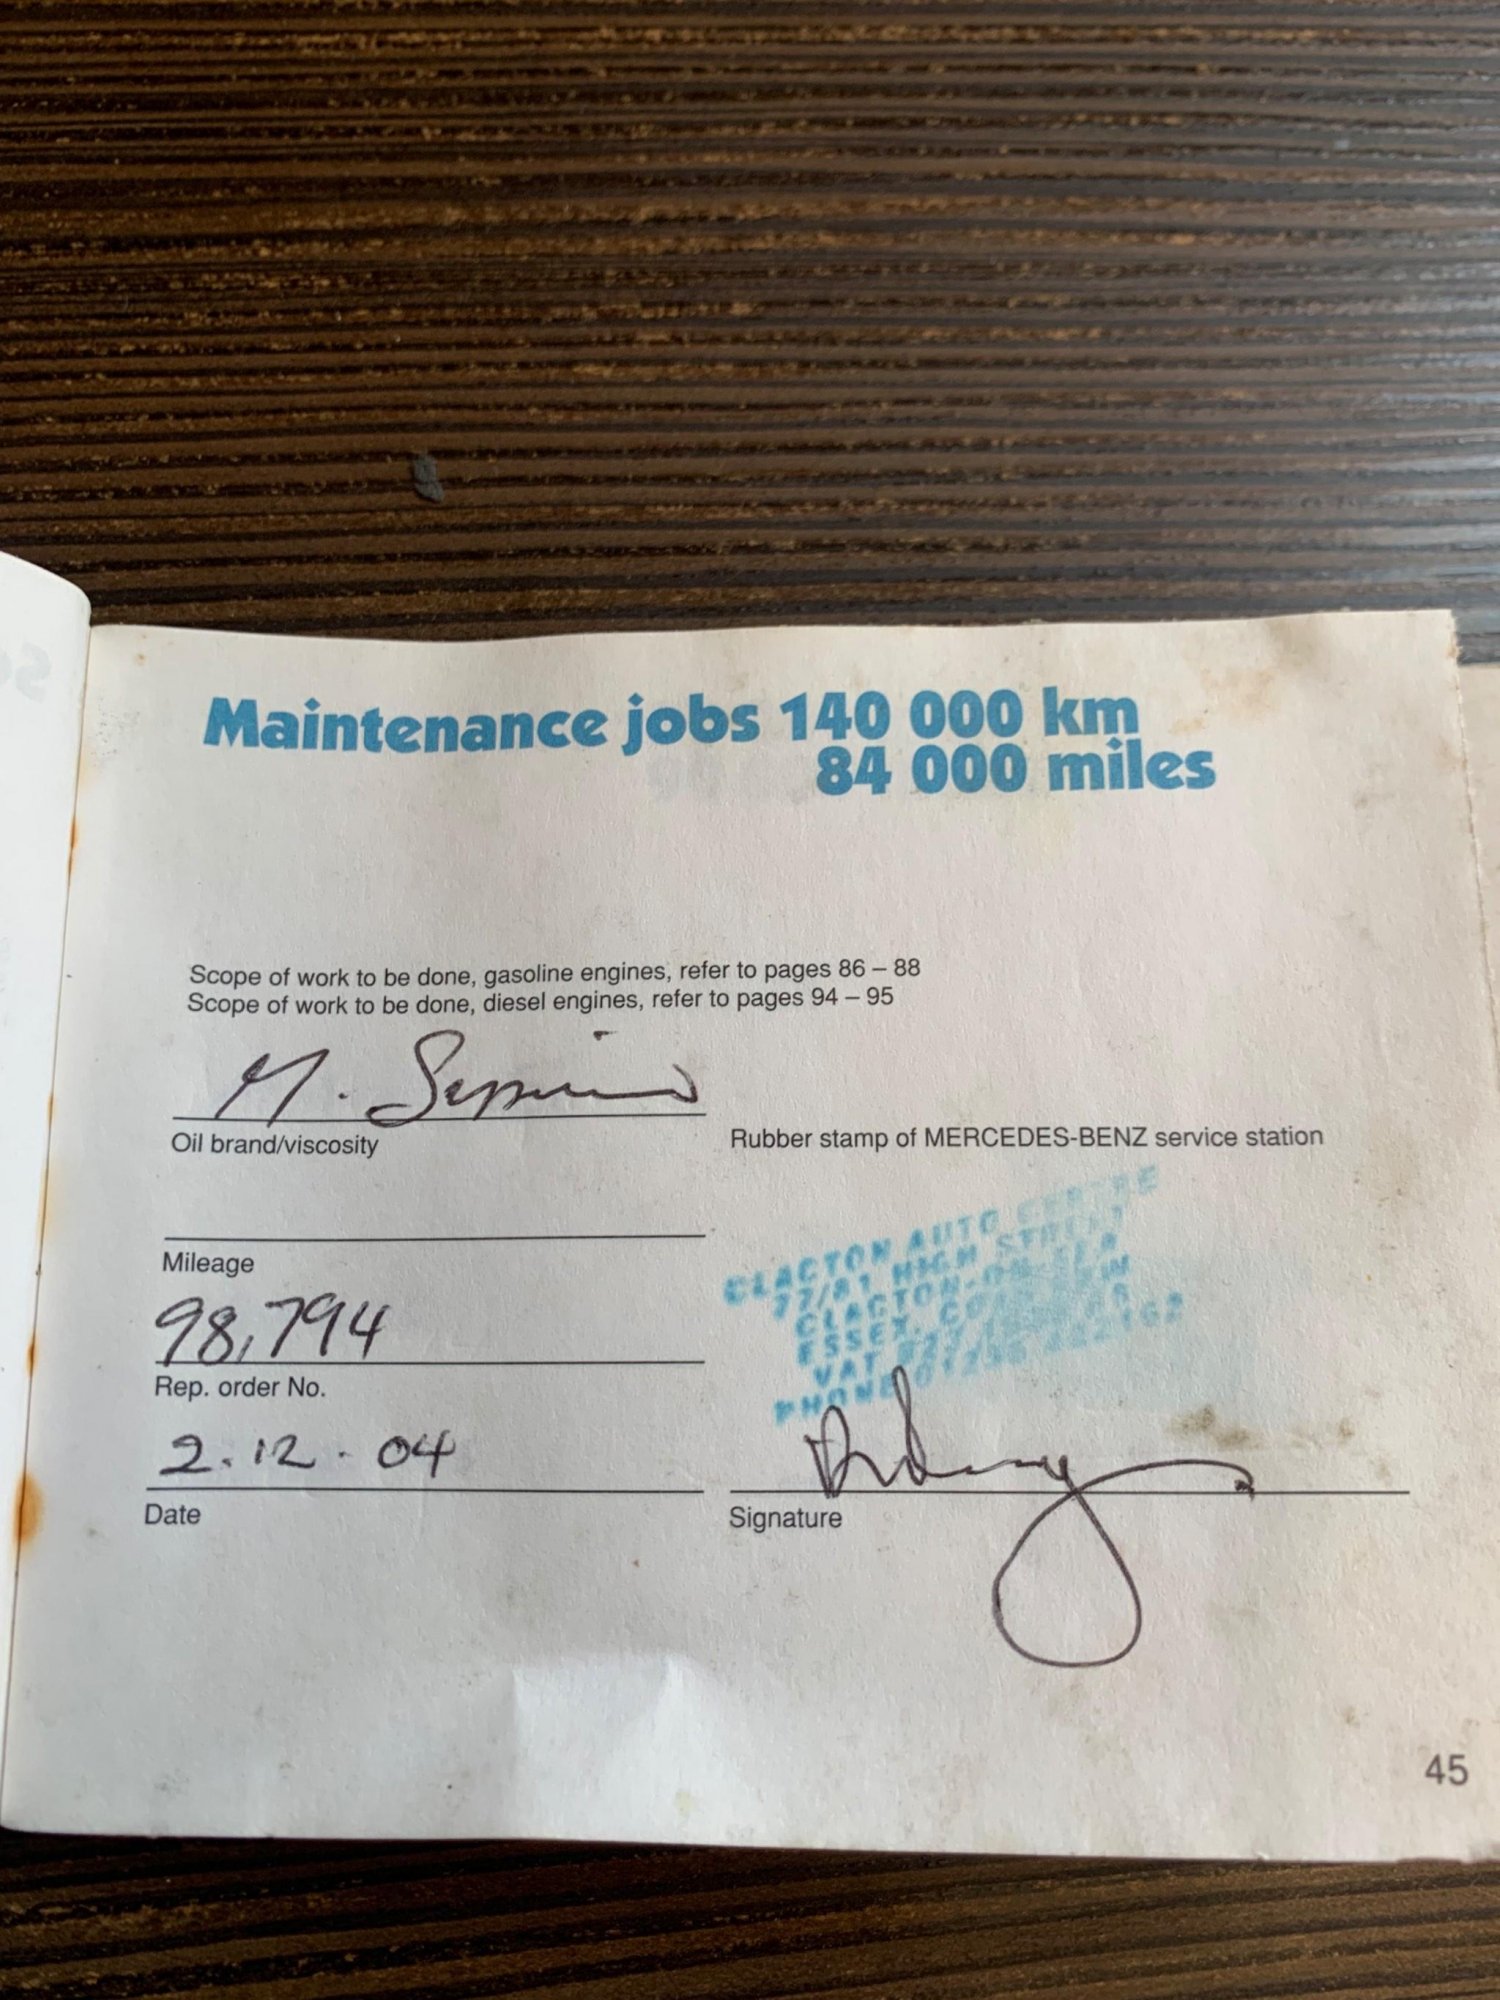 Maintenance jobs 140 000 km
84 000 miles
Scope of work to be done, gasoline engines, refer to pages 86 – 88
Scope of work to be done, diesel engines, refer to pages 94 – 95
M. 
Oil brand/viscosity
Rubber stamp of MERCEDES-BENZ service station
Mileage
CLACTON AUTO CENTRE
77/81 HIGH STREET
CLACTON-ON-SEA
ESSEX,
VAT
PHONE
98,794
Rep. order No.
2.12.04
Date
Signature
45